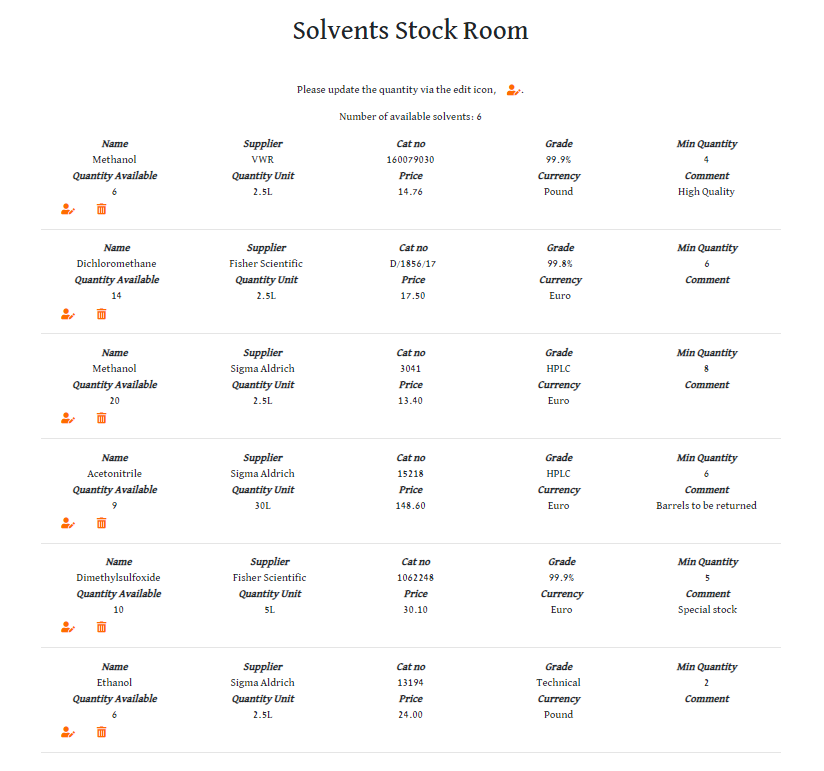 Solvents Stock Room
Please update the quantity via the edit icon, .
Number of available solvents: 6
Name Supplier Cat no Grade Min Quantity
Methanol VWR 160079030 99.9% 4
Quantity Available Quantity Unit Price Currency Comment
6 2.5L 14.76 Pound High Quality
Name Supplier Cat no Grade Min Quantity
Dichloromethane Fisher Scientific D/1856/17 99.8% 6
Quantity Available Quantity Unit Price Currency Comment
14 2.5L 17.50 Euro
Name Supplier Cat no Grade Min Quantity
Methanol Sigma Aldrich 3041 HPLC 8
Quantity Available Quantity Unit Price Currency Comment
20 2.5L 13.40 Euro
Name Supplier Cat no Grade Min Quantity
Acetonitrile Sigma Aldrich 15218 HPLC 6
Quantity Available Quantity Unit Price Currency Comment
9 30L 148.60 Euro Barrels to be returned
Name Supplier Cat no Grade Min Quantity
Dimethylsulfoxide Fisher Scientific 1062248 99.9% 5
Quantity Available Quantity Unit Price Currency Comment
10 5L 30.10 Euro Special stock
Name Supplier Cat no Grade Min Quantity
Ethanol Sigma Aldrich 13194 Technical 2
Quantity Available Quantity Unit Price Currency Comment
6 2.5L 24.00 Pound